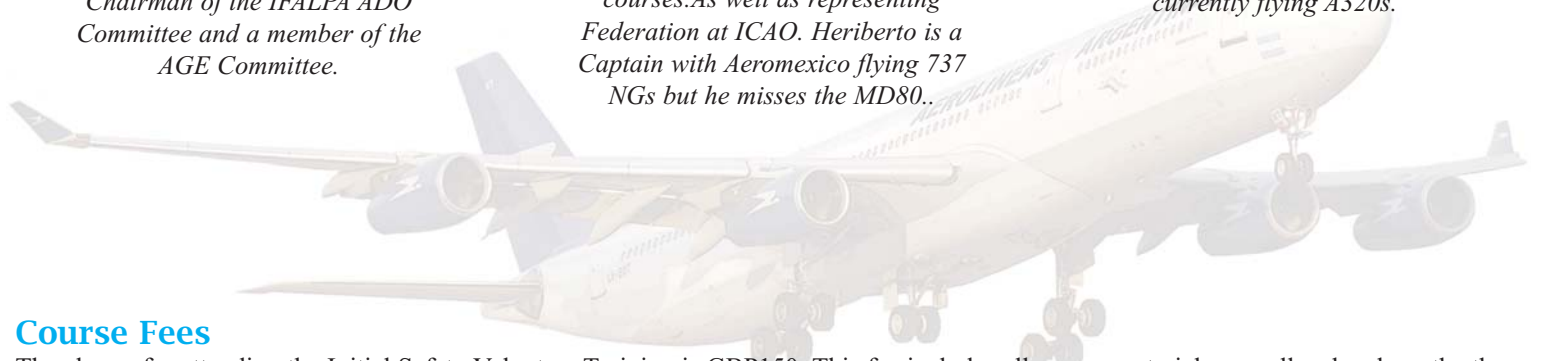 Chairman of the IFALPA ADO
Committee and a member of the
AGE Committee.
courses.As well as representing
Federation at ICAO. Heriberto is a
Captain with Aeromexico flying 737
NGs but he misses the MD80..
currently flying A320s.
AEROLINEAS ARGENTINAS
Course Fees